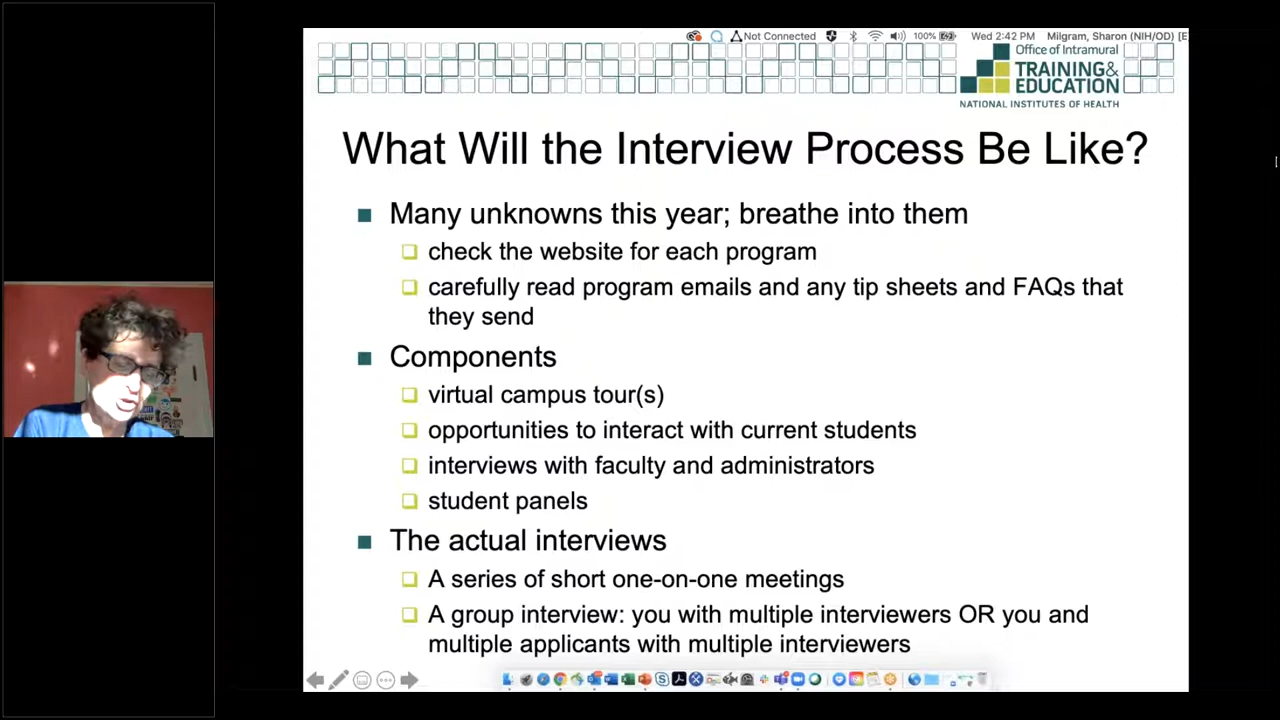 Not Connected 100% Wed 2:42 PM Milgram, Sharon (NIH/OD) [E
Office of Intramural
TRAINING&
EDUCATION
NATIONAL INSTITUTES OF HEALTH
What Will the Interview Process Be Like?
Many unknowns this year; breathe into them
check the website for each program
carefully read program emails and any tip sheets and FAQs that
they send
Components
virtual campus tour(s)
opportunities to interact with current students
interviews with faculty and administrators
student panels
The actual interviews
A series of short one-on-one meetings
A group interview: you with multiple interviewers OR you and
multiple applicants with multiple interviewers